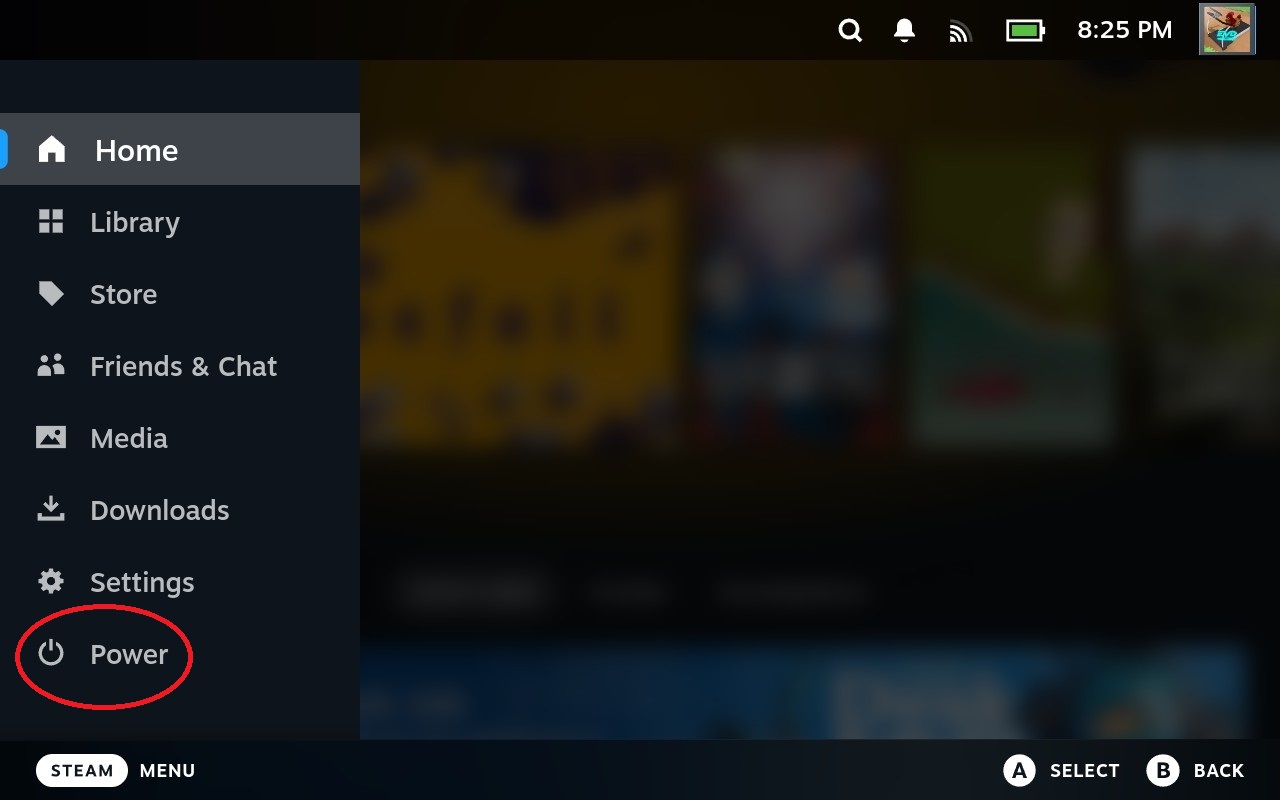 8:25 PM
Home
Library
Store
Friends & Chat
Media
Downloads
Settings
Power
STEAM MENU
A SELECT B BACK